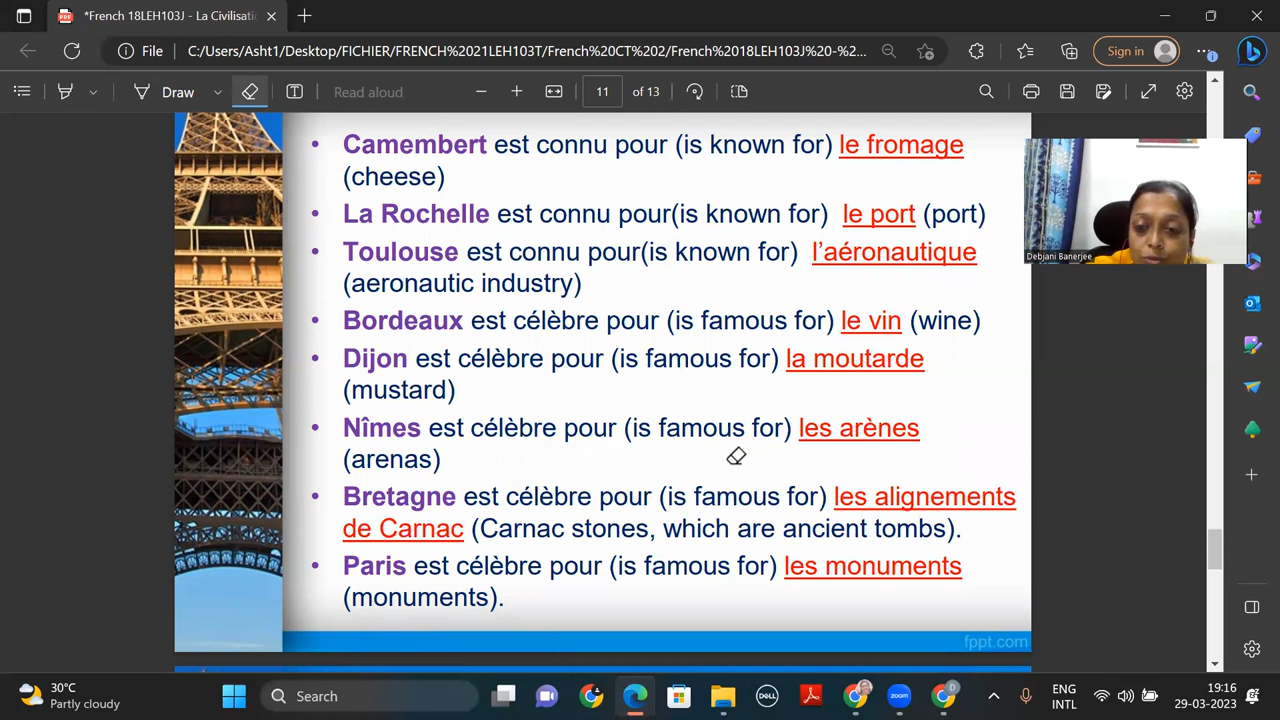 *French 18LEH103J - La Civilisati
File
C:/Users/Asht1/Desktop/FICHIER/FRENCH%2021LEH103T/French%20CT%202/French%2018LEH103J%20-%2...
Sign in
Draw
Read aloud
11 of 13
• Camembert est connu pour (is known for) le fromage
(cheese)
• La Rochelle est connu pour(is known for) le port (port)
• Toulouse est connu pour(is known for) l’aéronautique
(aeronautic industry)
• Bordeaux est célèbre pour (is famous for) le vin (wine)
• Dijon est célèbre pour (is famous for) la moutarde
(mustard)
• Nîmes est célèbre pour (is famous for) les arènes
(arenas)
• Bretagne est célèbre pour (is famous for) les alignements
de Carnac (Carnac stones, which are ancient tombs).
• Paris est célèbre pour (is famous for) les monuments
(monuments).
fppt.com
Debjani Banerjee
30°C
Partly cloudy
Search
DELL
zoom
D
ENG
INTL
19:16
29-03-2023